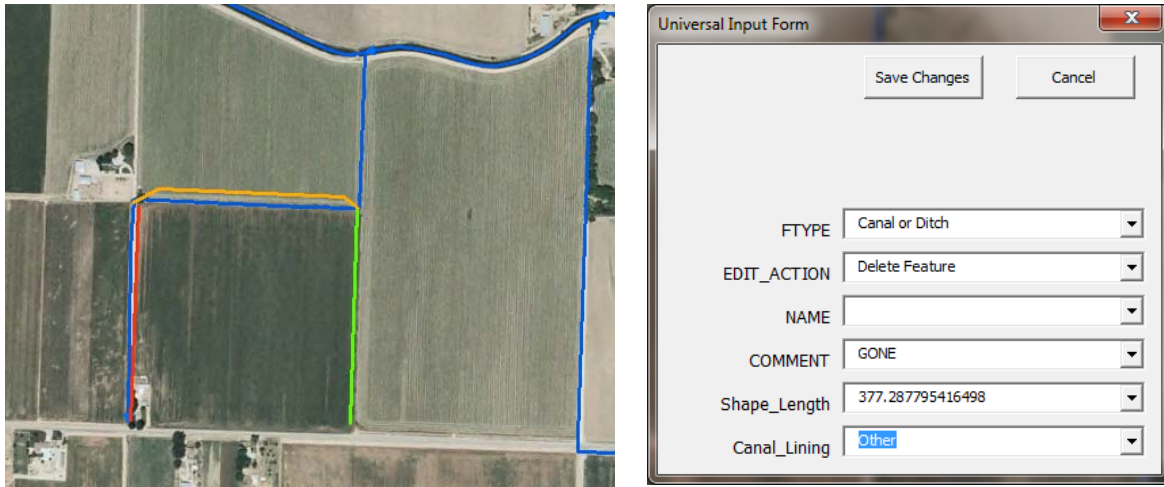 Universal Input Form
x
Save Changes
Cancel
FTYPE Canal or Ditch
EDIT_ACTION Delete Feature
NAME
COMMENT GONE
Shape_Length 377.287795416498
Canal_Lining Other